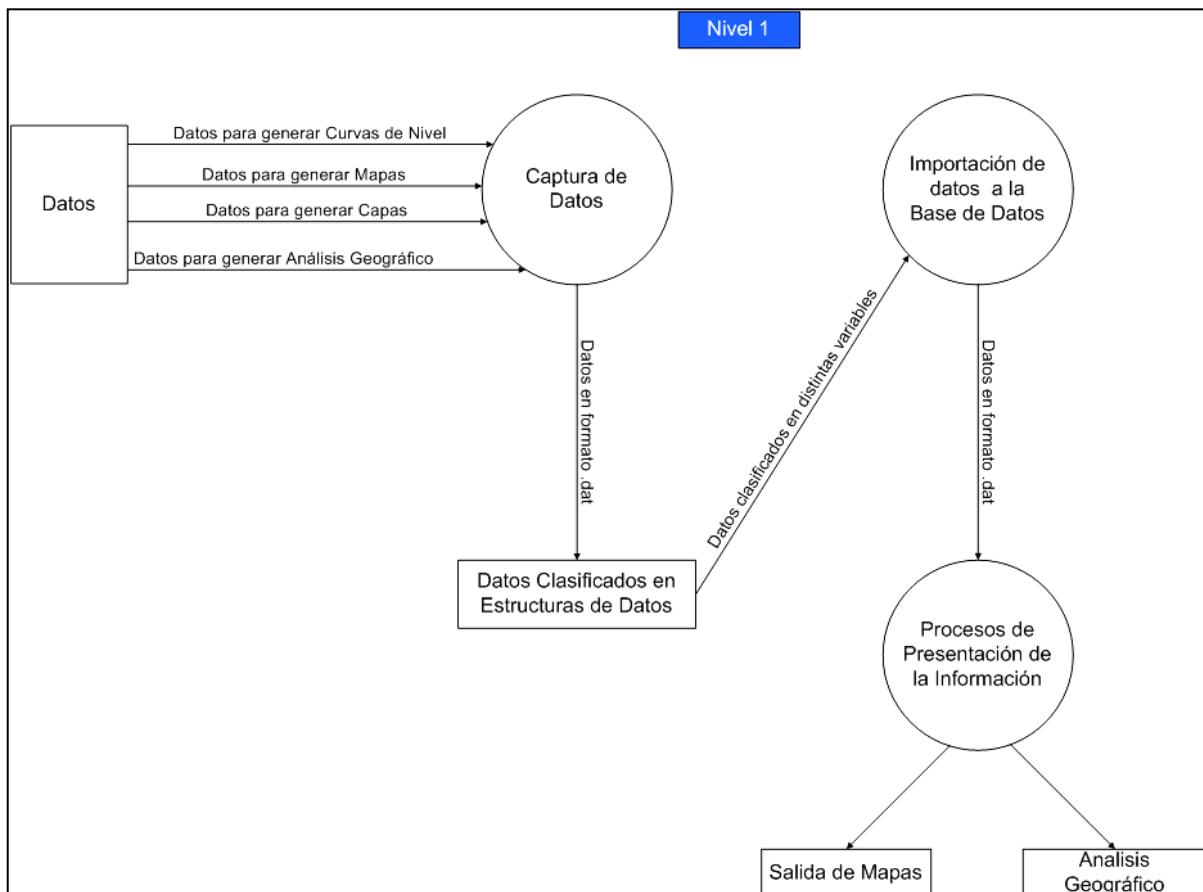 Nivel 1
Datos
Datos para generar Curvas de Nivel
Datos para generar Mapas
Datos para generar Capas
Datos para generar Análisis Geográfico
Captura de
Datos
Importación de
datos a la
Base de Datos
Datos en formato .dat
Datos clasificados en distintas variables
Datos en formato .dat
Datos Clasificados en
Estructuras de Datos
Procesos de
Presentación de
la Información
Salida de Mapas
Analisis
Geográfico